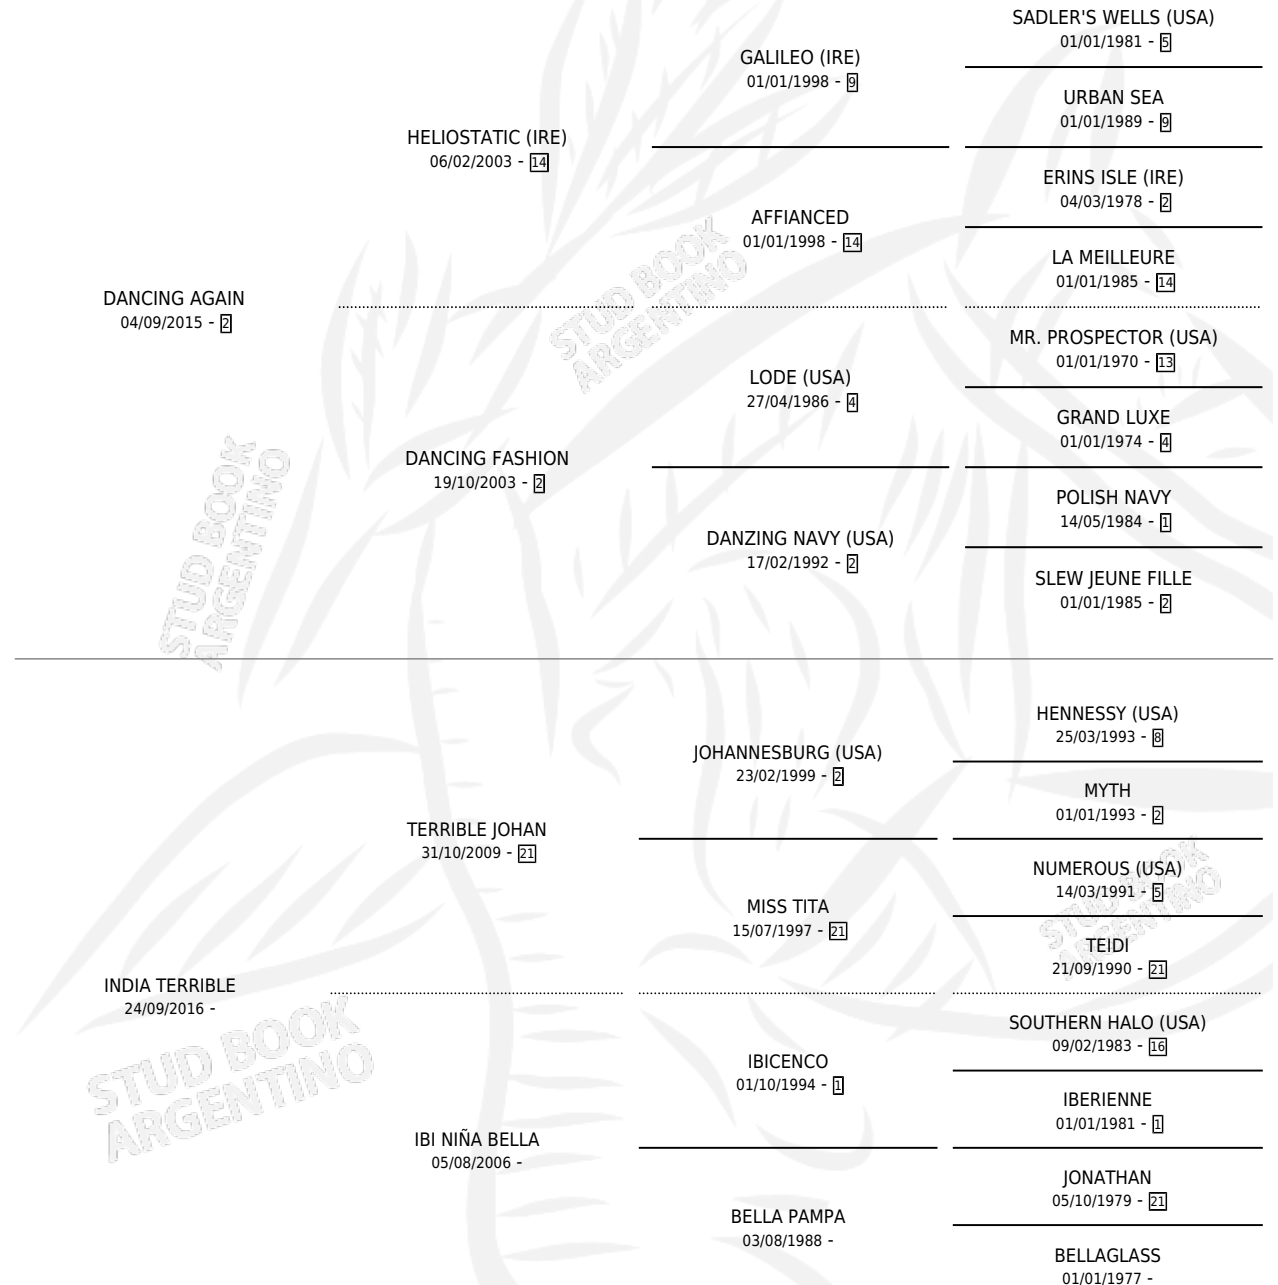 SADLER'S WELLS (USA)
01/01/1981 - 5
GALILEO (IRE)
01/01/1998 - 9
URBAN SEA
01/01/1989 - 9
HELIOSTATIC (IRE)
06/02/2003 - 14
ERINS ISLE (IRE)
04/03/1978 - 2
AFFIANCED
01/01/1998 - 14
LA MEILLEURE
01/01/1985 - 14
DANCING AGAIN
04/09/2015 - 2
MR. PROSPECTOR (USA)
01/01/1970 - 13
LODE (USA)
27/04/1986 - 4
GRAND LUXE
01/01/1974 - 4
DANCING FASHION
19/10/2003 - 2
POLISH NAVY
14/05/1984 - 1
DANZING NAVY (USA)
17/02/1992 - 2
SLEW JEUNE FILLE
01/01/1985 - 2
STUD BOOK
ARGENTINO
STUD BOOK
ARGENTINO
HENNESSY (USA)
25/03/1993 - 8
JOHANNESBURG (USA)
23/02/1999 - 2
MYTH
01/01/1993 - 2
TERRIBLE JOHAN
31/10/2009 - 21
NUMEROUS (USA)
14/03/1991 - 5
MISS TITA
15/07/1997 - 21
TEIDI
21/09/1990 - 21
INDIA TERRIBLE
24/09/2016 -
SOUTHERN HALO (USA)
09/02/1983 - 16
IBICENCO
01/10/1994 - 1
IBERIENNE
01/01/1981 - 1
IBI NIÑA BELLA
05/08/2006 -
JONATHAN
05/10/1979 - 21
BELLA PAMPA
03/08/1988 -
BELLAGLASS
01/01/1977 -
STUD BOOK
ARGENTINO
STUD BOOK
ARGENTINO